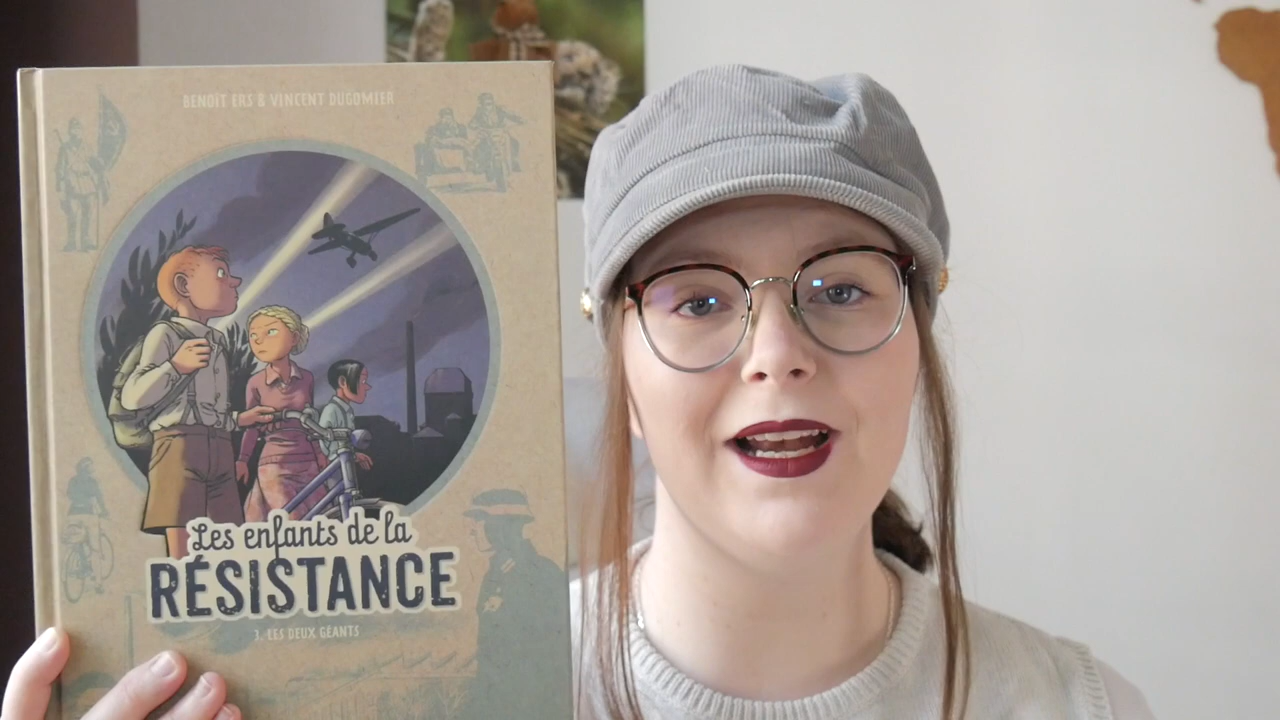 BENOÎT ERS & VINCENT DUGOMIER
Les enfants de la
RÉSISTANCE
3. LES DEUX GÉANTS